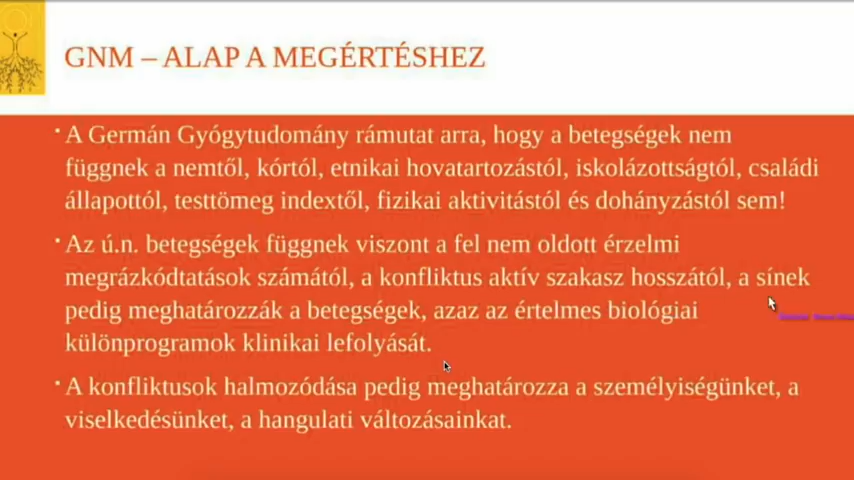 GNM – ALAP A MEGÉRTÉSHEZ
• A Germán Gyógytudomány rámutat arra, hogy a betegségek nem
függnek a nemtől, kórtól, etnikai hovatartozástól, iskolázottságtól, családi
állapottól, testtömeg indextől, fizikai aktivitástól és dohányzástól sem!
• Az ú.n. betegségek függnek viszont a fel nem oldott érzelmi
megrázkódtatások számától, a konfliktus aktív szakasz hosszától, a sínek
pedig meghatározzák a betegségek, azaz az értelmes biológiai
különprogramok klinikai lefolyását.
• A konfliktusok halmozódása pedig meghatározza a személyiségünket, a
viselkedésünket, a hangulati változásainkat.